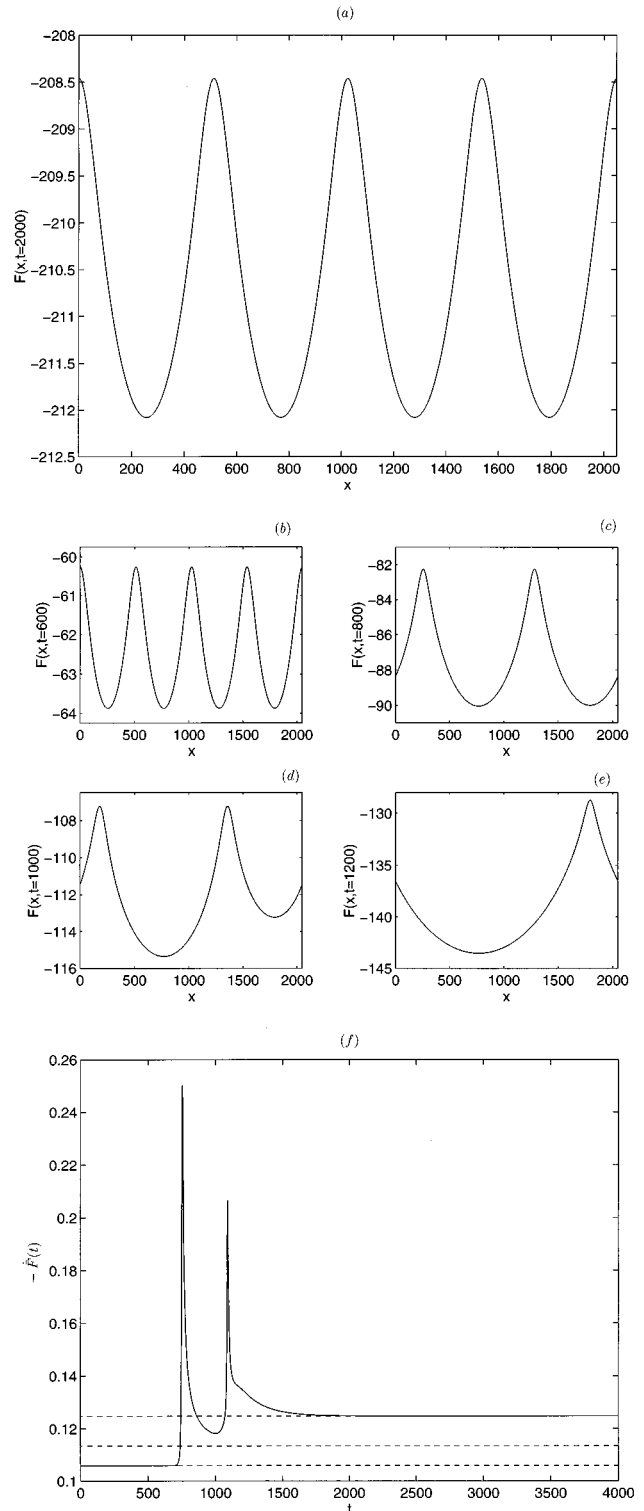 (a)
−208
−208.5
−209
−209.5
−210
−210.5
−211
−211.5
−212
−212.5
F(x,t=2000)
0 200 400 600 800 1000 1200 1400 1600 1800 2000
x
(b)
−60
−61
−62
−63
−64
F(x,t=600)
0 500 1000 1500 2000
x
(c)
−82
−84
−86
−88
−90
F(x,t=800)
0 500 1000 1500 2000
x
(d)
−108
−110
−112
−114
−116
F(x,t=1000)
0 500 1000 1500 2000
x
(e)
−130
−135
−140
−145
F(x,t=1200)
0 500 1000 1500 2000
x
(f)
0.26
0.24
0.22
0.2
0.18
0.16
0.14
0.12
0.1
− Ḟ(t)
0 500 1000 1500 2000 2500 3000 3500 4000
t